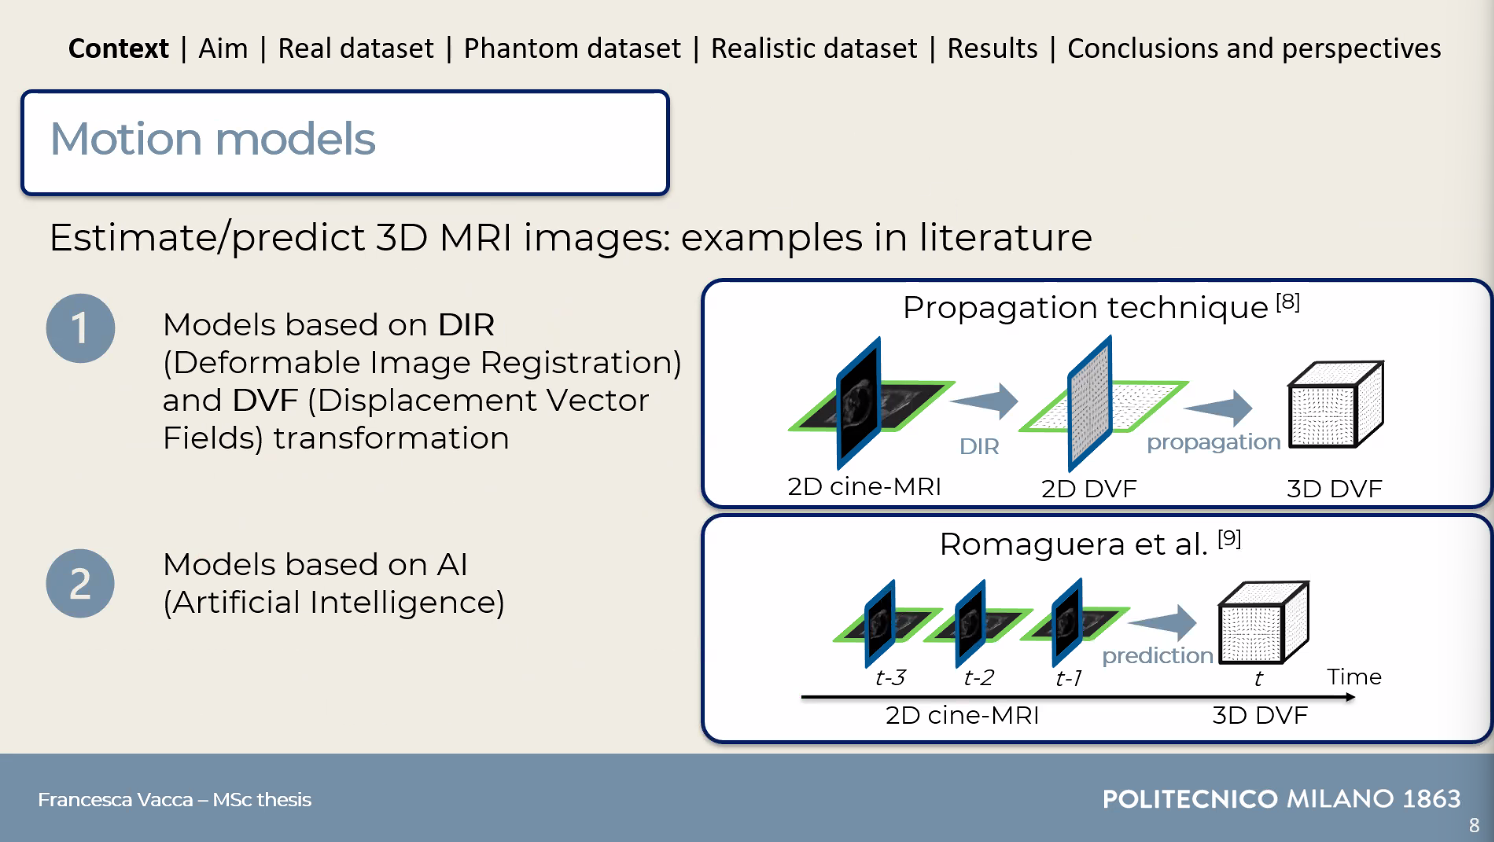 Context | Aim | Real dataset | Phantom dataset | Realistic dataset | Results | Conclusions and perspectives
Motion models
Estimate/predict 3D MRI images: examples in literature
1
Models based on DIR
(Deformable Image Registration)
and DVF (Displacement Vector
Fields) transformation
Propagation technique [8]
DIR
propagation
2D cine-MRI
2D DVF
3D DVF
2
Models based on AI
(Artificial Intelligence)
Romaguera et al. [9]
prediction
t-3
t-2
t-1
t
Time
2D cine-MRI
3D DVF
Francesca Vacca – MSc thesis
POLITECNICO MILANO 1863
8